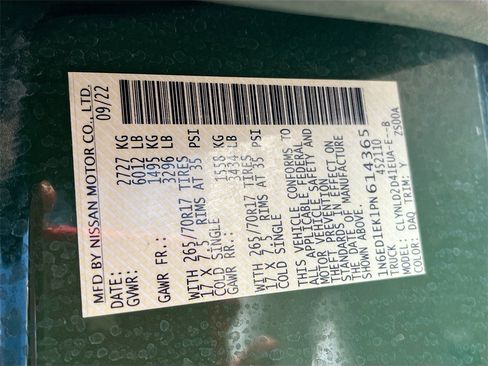 MFD BY NISSAN MOTOR CO., LTD.
DATE: 09/22
GVWR: 2727 KG
6012 LB
GAWR FR.: 1495 KG
3296 LB
WITH 265/70R17 TIRES
17 X 7.5 RIMS AT 35 PSI
COLD SINGLE
GAWR RR.: 1558 KG
3434 LB
WITH 265/70R17 TIRES
17 X 7.5 RIMS AT 35 PSI
COLD SINGLE
THIS VEHICLE CONFORMS TO
ALL APPLICABLE FEDERAL
MOTOR VEHICLE SAFETY AND
THEFT PREVENTION
STANDARDS IN EFFECT ON
THE DATE OF MANUFACTURE
SHOWN ABOVE.
1N6ED1EK1PN614365
TRUCK 452110
MODEL: CLYNLD2D41EUA-E--B
COLOR: DAQ TRIM: Y Z500A